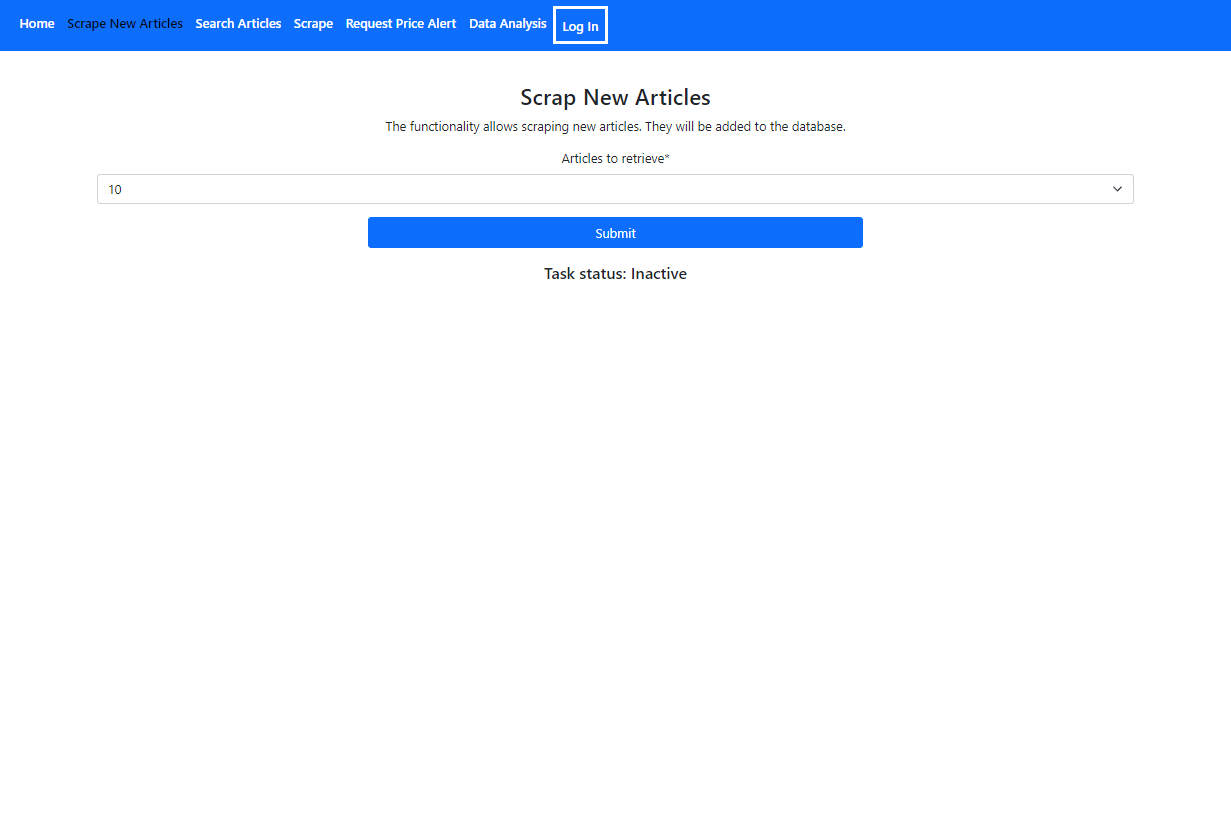 Home Scrape New Articles Search Articles Scrape Request Price Alert Data Analysis Log In
Scrap New Articles
The functionality allows scraping new articles. They will be added to the database.
Articles to retrieve*
10
Submit
Task status: Inactive